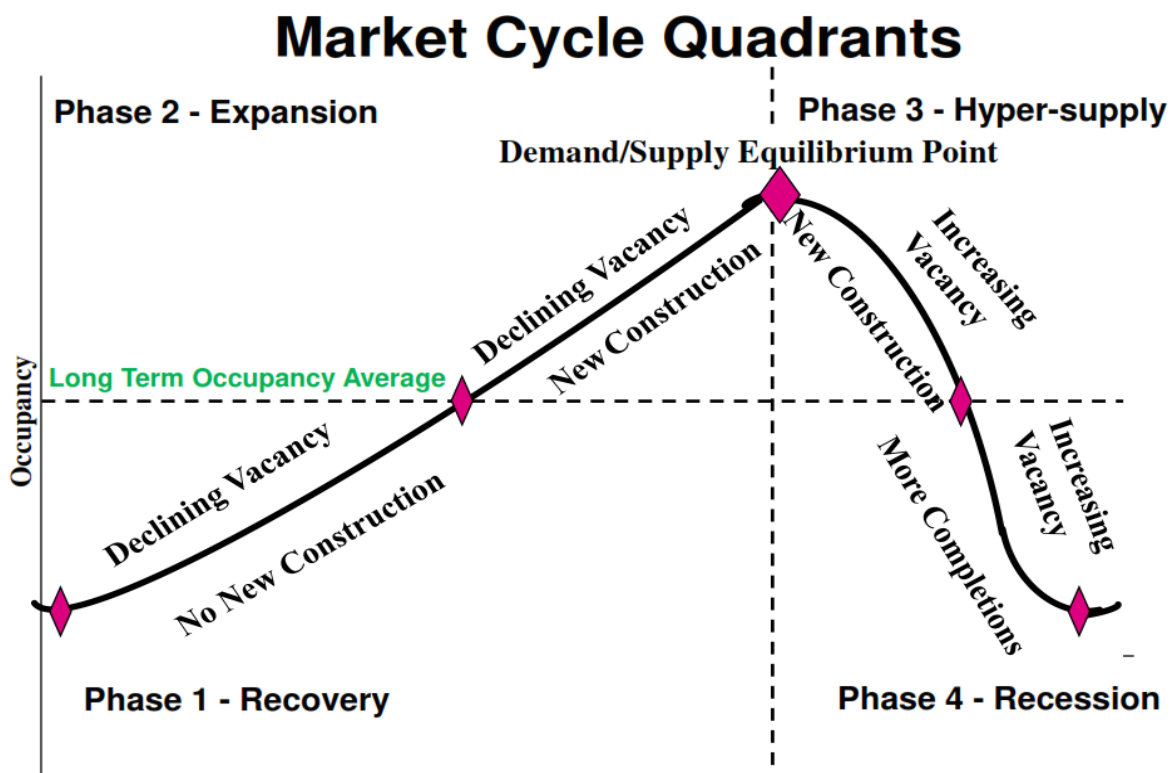 Market Cycle Quadrants
Phase 2 - Expansion
Phase 3 - Hyper-supply
Demand/Supply Equilibrium Point
Declining Vacancy
New Construction
New Construction
Increasing
Vacancy
Long Term Occupancy Average
Occupancy
Declining Vacancy
No New Construction
More Completions
Increasing
Vacancy
Phase 1 - Recovery
Phase 4 - Recession